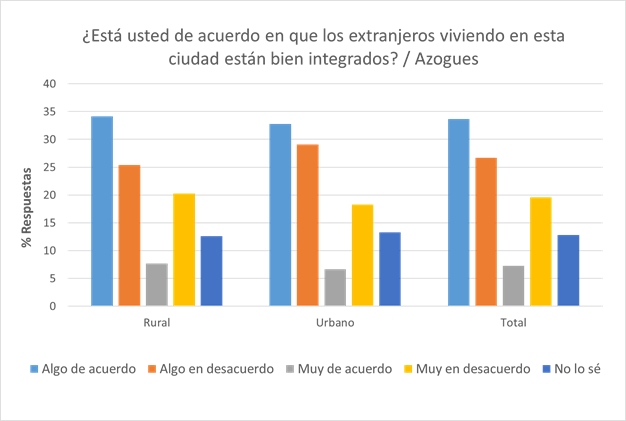 ¿Está usted de acuerdo en que los extranjeros viviendo en esta
ciudad están bien integrados? / Azogues
40
35
30
25
20
15
10
5
0
% Respuestas
Rural Urbano Total
Algo de acuerdo Algo en desacuerdo Muy de acuerdo Muy en desacuerdo No lo sé